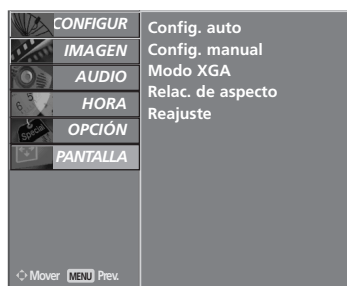 CONFIGUR
IMAGEN
AUDIO
HORA
OPCIÓN
PANTALLA
Config. auto
Config. manual
Modo XGA
Relac. de aspecto
Reajuste
Mover MENU Prev.